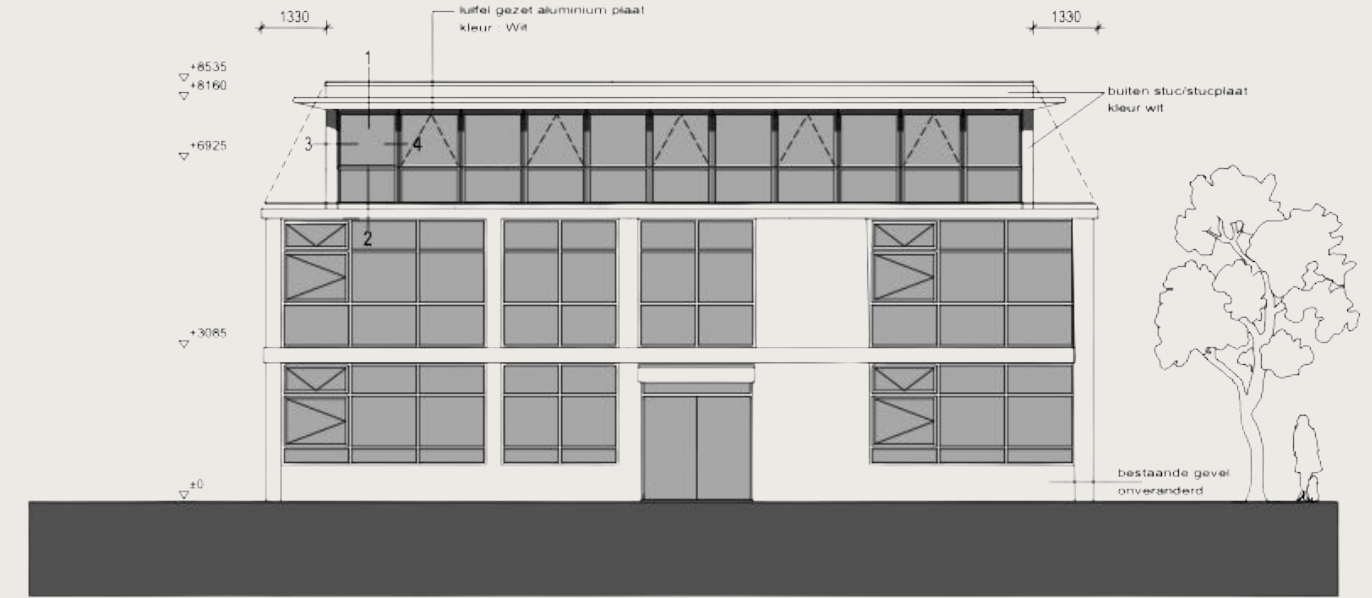 luifel gezet aluminium plaat
kleur : Wit
1330
1330
1
+8535
+8160
buiten stuc/stucplaat
kleur wit
+6925
3
4
2
+3085
bestaande gevel
onveranderd
±0